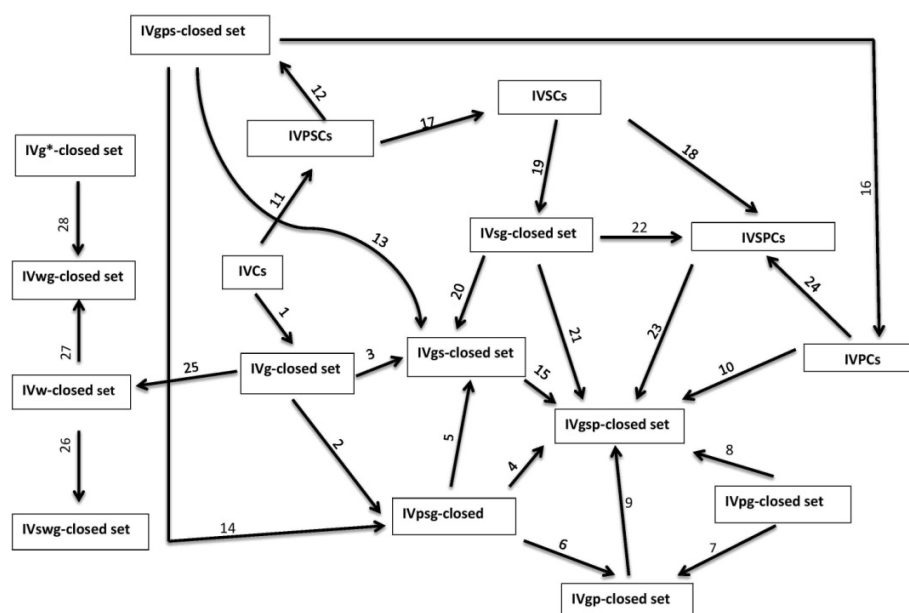 IVgps-closed set
12
IVPSCs
17
IVSCs
16
IVg*-closed set
11
19
18
28
13
IVsg-closed set
22
IVSPCs
IVwg-closed set
IVCs
20
24
1
21
23
27
25
IVg-closed set
3
IVgs-closed set
15
10
IVPCs
IVw-closed set
IVgsp-closed set
26
2
5
4
8
IVswg-closed set
14
IVpsg-closed
9
IVpg-closed set
6
7
IVgp-closed set